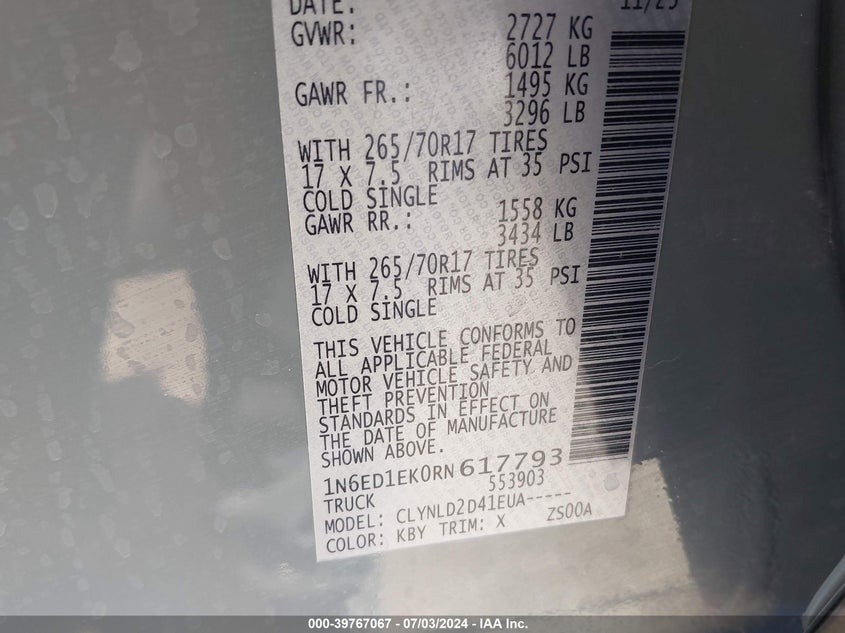 DATE: 11/23
GVWR: 2727 KG
6012 LB
GAWR FR.: 1495 KG
3296 LB
WITH 265/70R17 TIRES
17 X 7.5 RIMS AT 35 PSI
COLD SINGLE
GAWR RR.: 1558 KG
3434 LB
WITH 265/70R17 TIRES
17 X 7.5 RIMS AT 35 PSI
COLD SINGLE
THIS VEHICLE CONFORMS TO
ALL APPLICABLE FEDERAL
MOTOR VEHICLE SAFETY AND
THEFT PREVENTION
STANDARDS IN EFFECT ON
THE DATE OF MANUFACTURE
SHOWN ABOVE.
1N6ED1EK0RN617793
TRUCK 553903
MODEL: CLYNLD2D41EUA-----
COLOR: KBY TRIM: X ZS00A
000-39767067 - 07/03/2024 - IAA Inc.